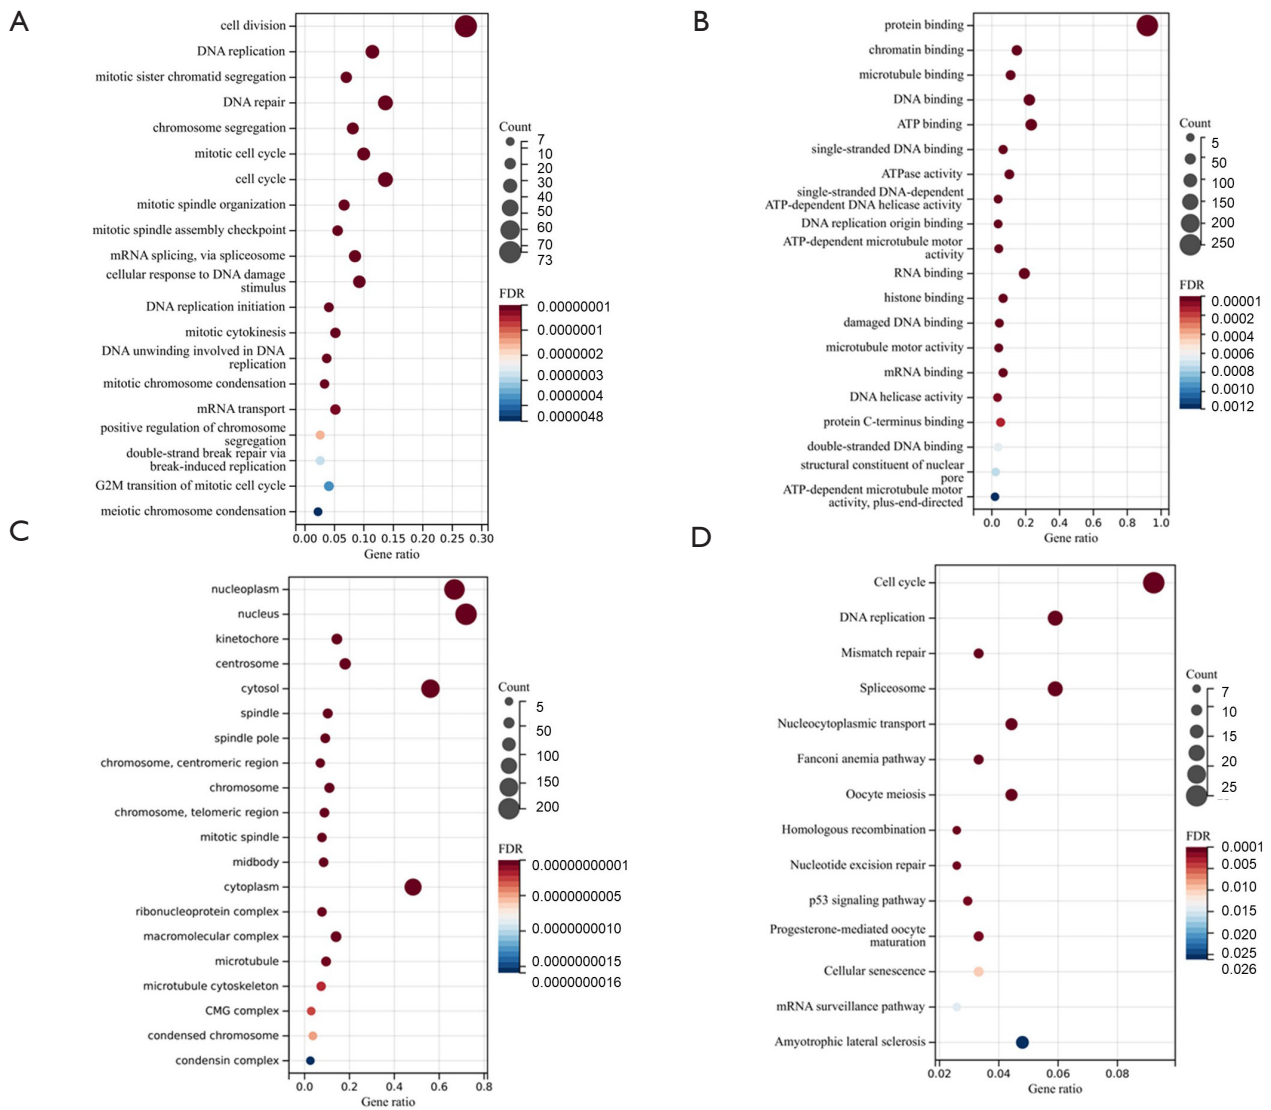 A
cell division
DNA replication
mitotic sister chromatid segregation
DNA repair
chromosome segregation
mitotic cell cycle
cell cycle
mitotic spindle organization
mitotic spindle assembly checkpoint
mRNA splicing, via spliceosome
cellular response to DNA damage
stimulus
DNA replication initiation
mitotic cytokinesis
DNA unwinding involved in DNA
replication
mitotic chromosome condensation
mRNA transport
positive regulation of chromosome
segregation
double-strand break repair via
break-induced replication
G2M transition of mitotic cell cycle
meiotic chromosome condensation
0.00 0.05 0.10 0.15 0.20 0.25 0.30
Gene ratio
Count
7
10
20
30
40
50
60
70
73
FDR
0.00000001
0.0000001
0.0000002
0.0000003
0.0000004
0.0000048
B
protein binding
chromatin binding
microtubule binding
DNA binding
ATP binding
single-stranded DNA binding
ATPase activity
single-stranded DNA-dependent
ATP-dependent DNA helicase activity
DNA replication origin binding
ATP-dependent microtubule motor
activity
RNA binding
histone binding
damaged DNA binding
microtubule motor activity
mRNA binding
DNA helicase activity
protein C-terminus binding
double-stranded DNA binding
structural constituent of nuclear
pore
ATP-dependent microtubule motor
activity, plus-end-directed
0.0 0.2 0.4 0.6 0.8 1.0
Gene ratio
Count
5
50
100
150
200
250
FDR
0.00001
0.0002
0.0004
0.0006
0.0008
0.0010
0.0012
C
nucleoplasm
nucleus
kinetochore
centrosome
cytosol
spindle
spindle pole
chromosome, centromeric region
chromosome
chromosome, telomeric region
mitotic spindle
midbody
cytoplasm
ribonucleoprotein complex
macromolecular complex
microtubule
microtubule cytoskeleton
CMG complex
condensed chromosome
condensin complex
0.0 0.2 0.4 0.6 0.8
Gene ratio
Count
5
50
100
150
200
FDR
0.00000000001
0.0000000005
0.0000000010
0.0000000015
0.0000000016
D
Cell cycle
DNA replication
Mismatch repair
Spliceosome
Nucleocytoplasmic transport
Fanconi anemia pathway
Oocyte meiosis
Homologous recombination
Nucleotide excision repair
p53 signaling pathway
Progesterone-mediated oocyte
maturation
Cellular senescence
mRNA surveillance pathway
Amyotrophic lateral sclerosis
0.02 0.04 0.06 0.08
Gene ratio
Count
7
10
15
20
25
FDR
0.0001
0.005
0.010
0.015
0.020
0.025
0.026